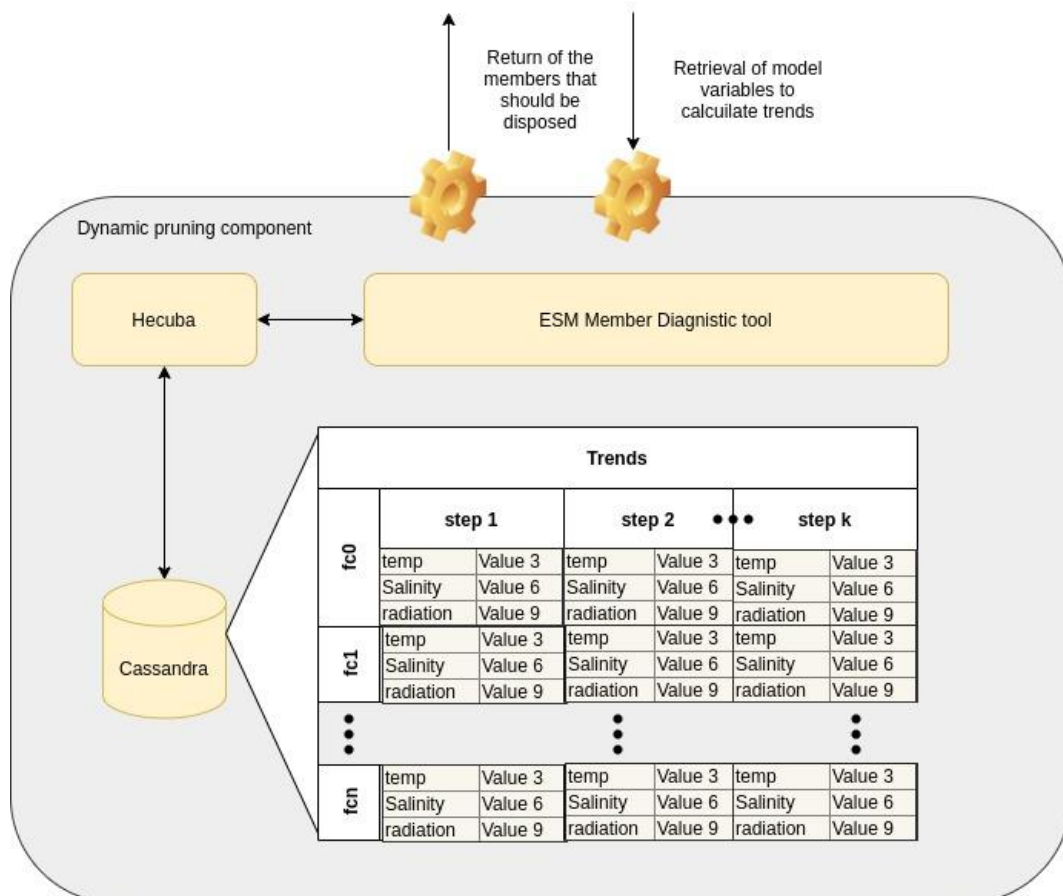 Return of the
members that
should be
disposed
Retrieval of model
variables to
calcuilate trends
Dynamic pruning component
Hecuba
ESM Member Diagnostic tool
Trends
fc0
step 1
step 2
step k
temp Value 3 temp Value 3 temp Value 3
Salinity Value 6 Salinity Value 6 Salinity Value 6
radiation Value 9 radiation Value 9 radiation Value 9
fc1
temp Value 3 temp Value 3 temp Value 3
Salinity Value 6 Salinity Value 6 Salinity Value 6
radiation Value 9 radiation Value 9 radiation Value 9
Cassandra
fcn
temp Value 3 temp Value 3 temp Value 3
Salinity Value 6 Salinity Value 6 Salinity Value 6
radiation Value 9 radiation Value 9 radiation Value 9